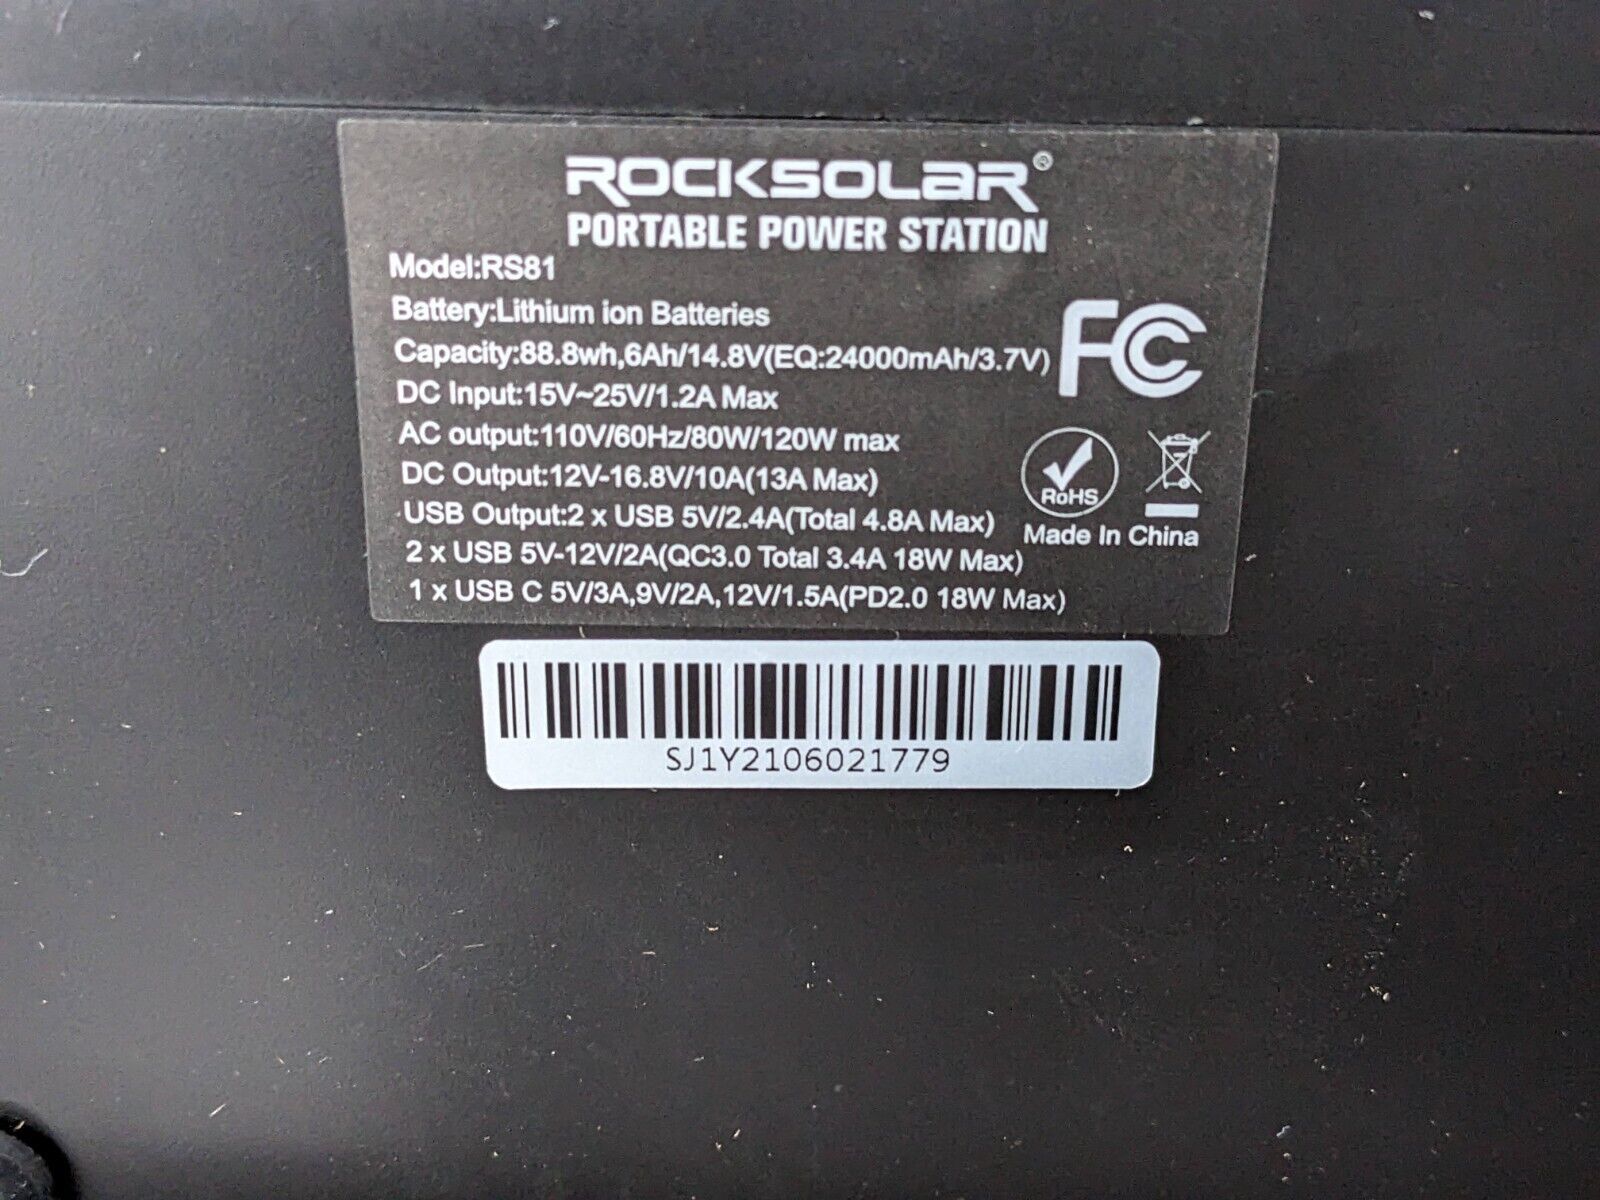 ROCKSOLAR®
PORTABLE POWER STATION
Model:RS81
Battery:Lithium ion Batteries
Capacity:88.8wh,6Ah/14.8V(EQ:24000mAh/3.7V)
DC Input:15V~25V/1.2A Max
AC output:110V/60Hz/80W/120W max
DC Output:12V-16.8V/10A(13A Max)
USB Output:2 x USB 5V/2.4A(Total 4.8A Max)
2 x USB 5V-12V/2A(QC3.0 Total 3.4A 18W Max)
1 x USB C 5V/3A,9V/2A,12V/1.5A(PD2.0 18W Max)
FC
RoHS
Made In China
SJ1Y2106021779